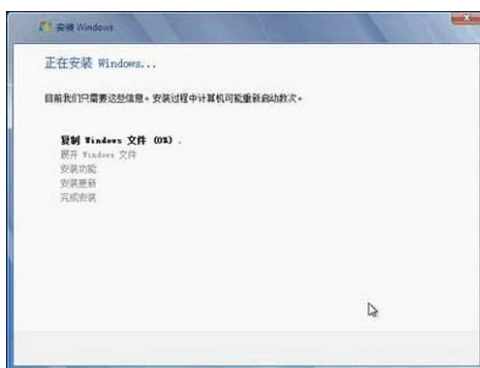 安装 Windows
正在安装 Windows...
目前我们只需要这些信息。安装过程中计算机可能重新启动数次。
复制 Windows 文件 (0%) .
展开 Windows 文件
安装功能
安装更新
完成安装